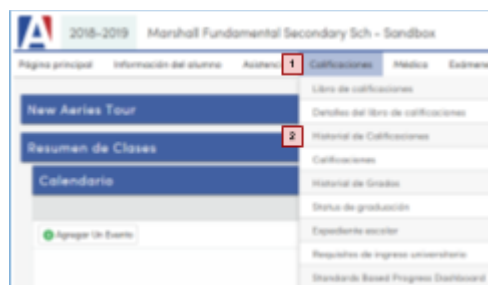 2018-2019 Marshall Fundamental Secondary Sch - Sandbox
Página principal Información del alumno Asistenci 1 Calificaciones Médica Exámene
Libro de calificaciones
New Aeries Tour
Detalles del libro de calificaciones
2 Historial de Calificaciones
Resumen de Clases
Calificaciones
Calendario
Historial de Grados
Status de graduación
Agregar Un Evento
Expediente escolar
Requisitos de ingreso universitario
Standards Based Progress Dashboard